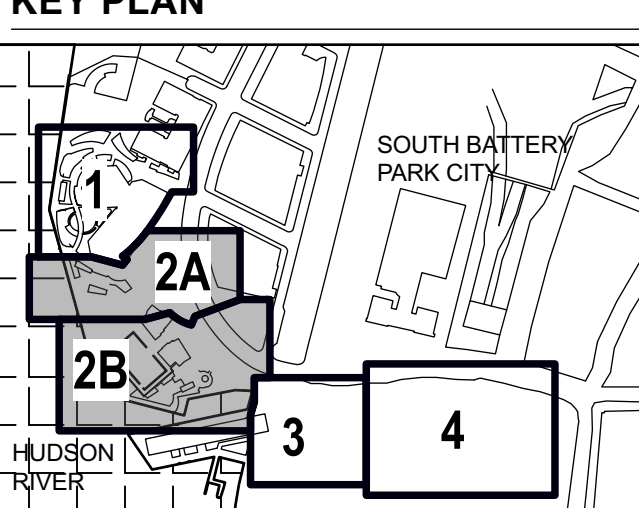 KEY PLAN
SOUTH BATTERY
PARK CITY
1
2A
2B
3
4
HUDSON
RIVER